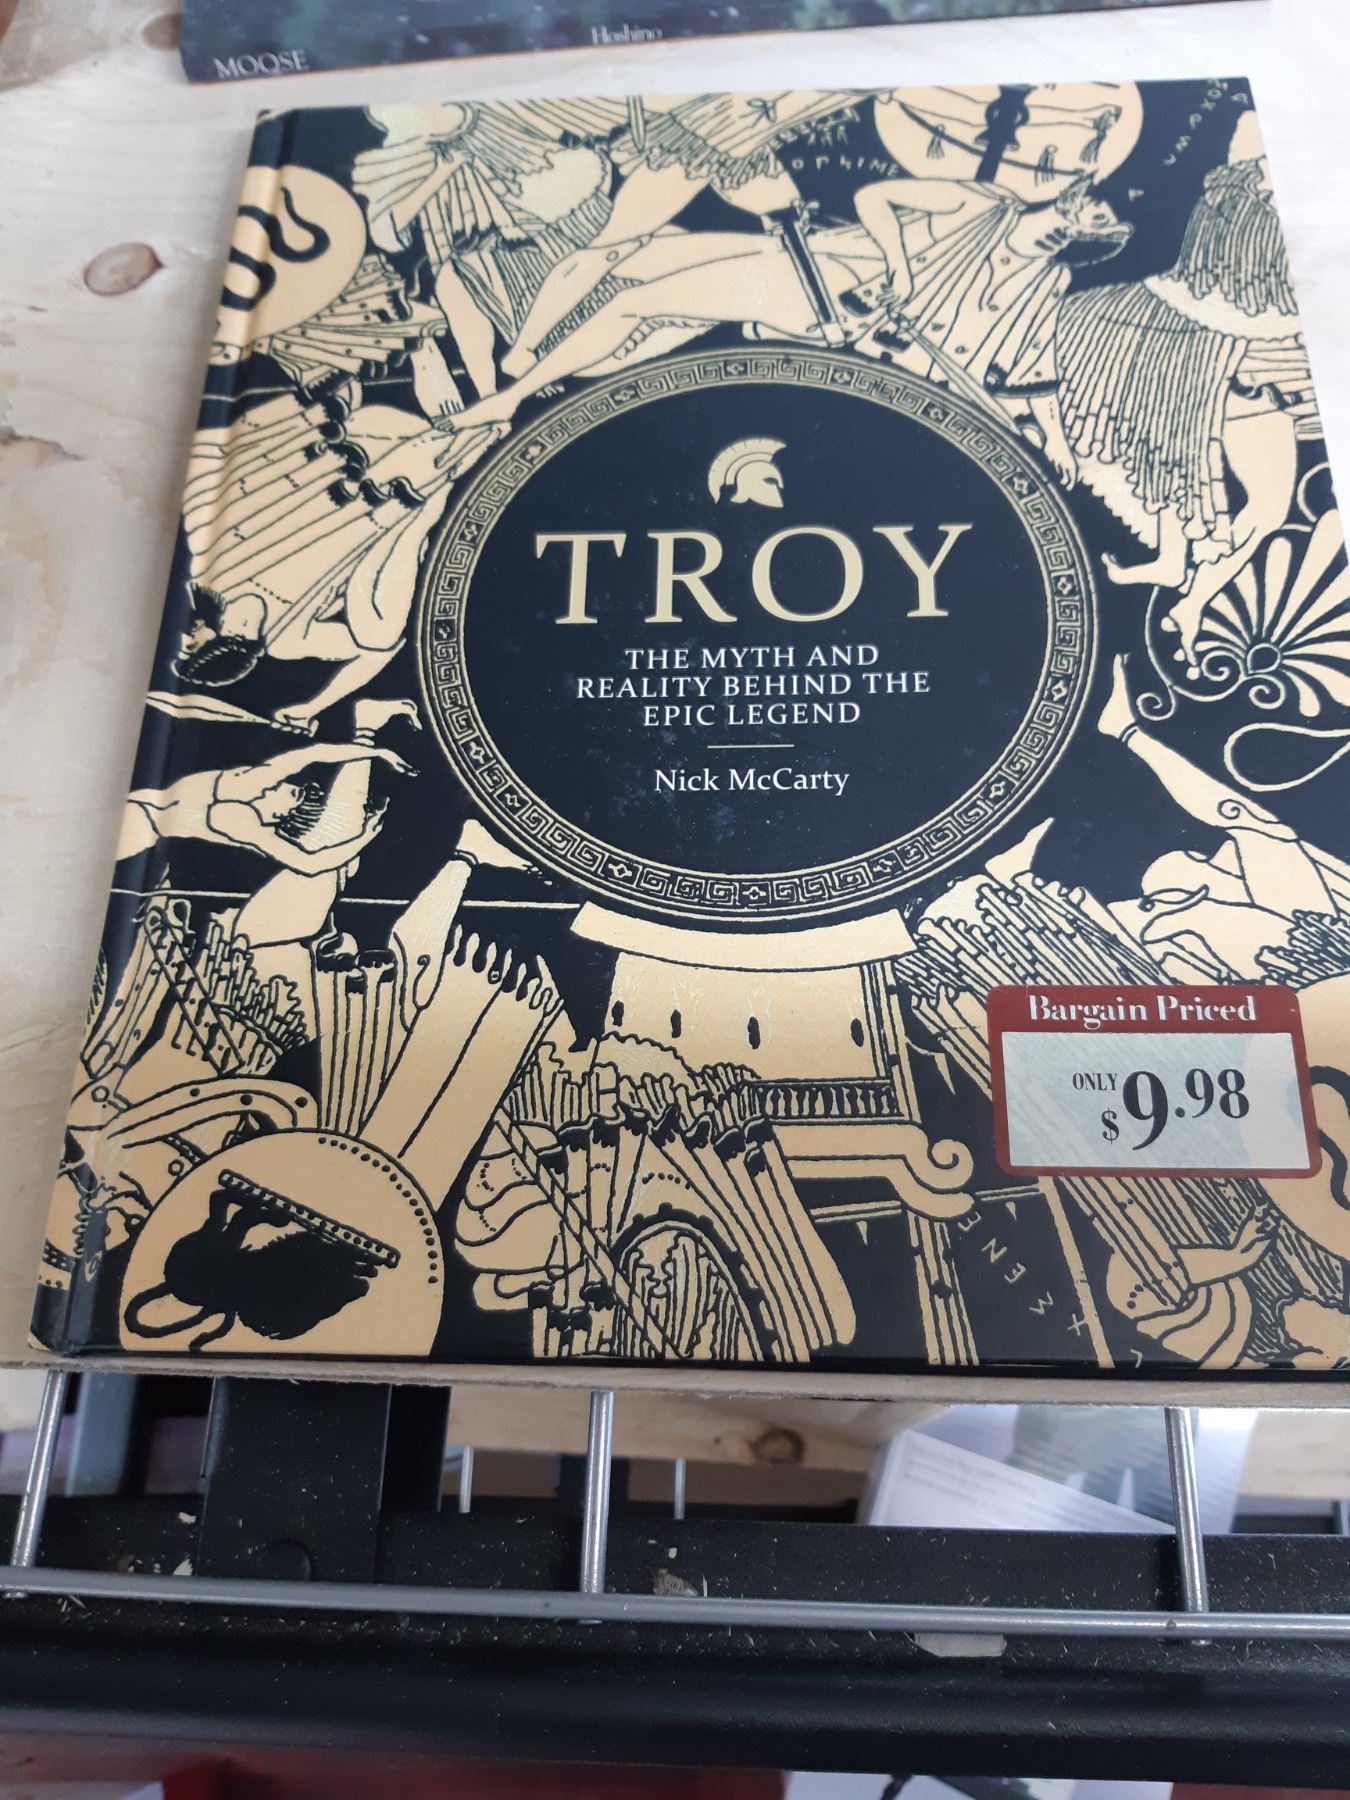 MOOSE
Hoshino
TROY
THE MYTH AND
REALITY BEHIND THE
EPIC LEGEND
Nick McCarty
Bargain Priced
ONLY
$9.98